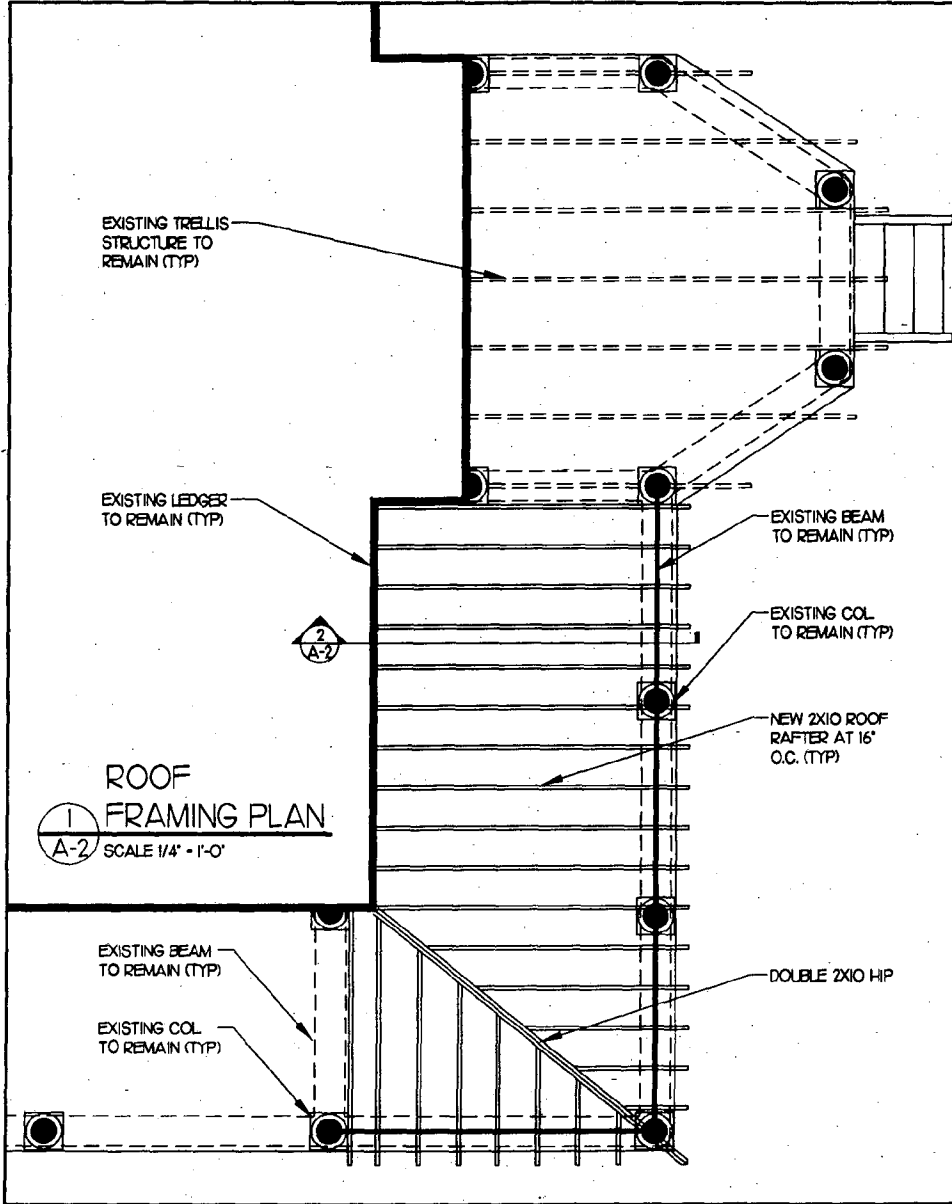 EXISTING TRELLIS
STRUCTURE TO
REMAIN (TYP)
EXISTING LEDGER
TO REMAIN (TYP)
EXISTING BEAM
TO REMAIN (TYP)
EXISTING COL
TO REMAIN (TYP)
2
A-2
NEW 2X10 ROOF
RAFTER AT 16"
O.C. (TYP)
ROOF
FRAMING PLAN
1
A-2
SCALE 1/4" = 1'-0"
EXISTING BEAM
TO REMAIN (TYP)
EXISTING COL
TO REMAIN (TYP)
DOUBLE 2X10 HIP